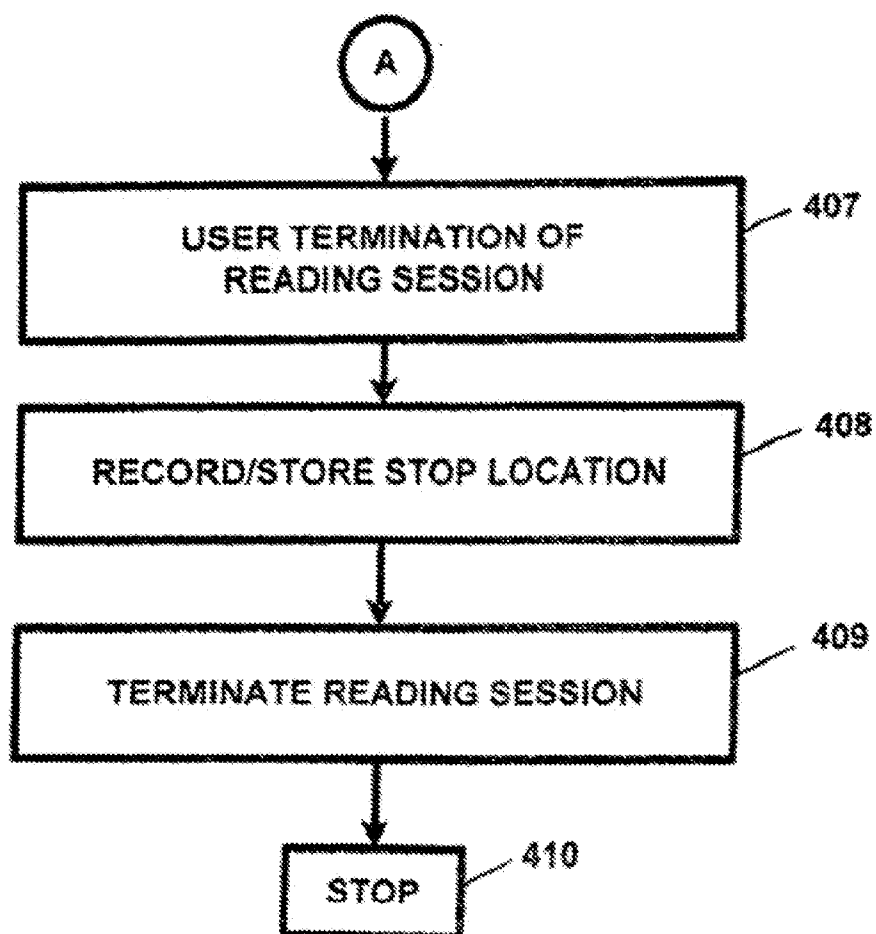 A
USER TERMINATION OF
READING SESSION
407
RECORD/STORE STOP LOCATION
408
TERMINATE READING SESSION
409
STOP
410